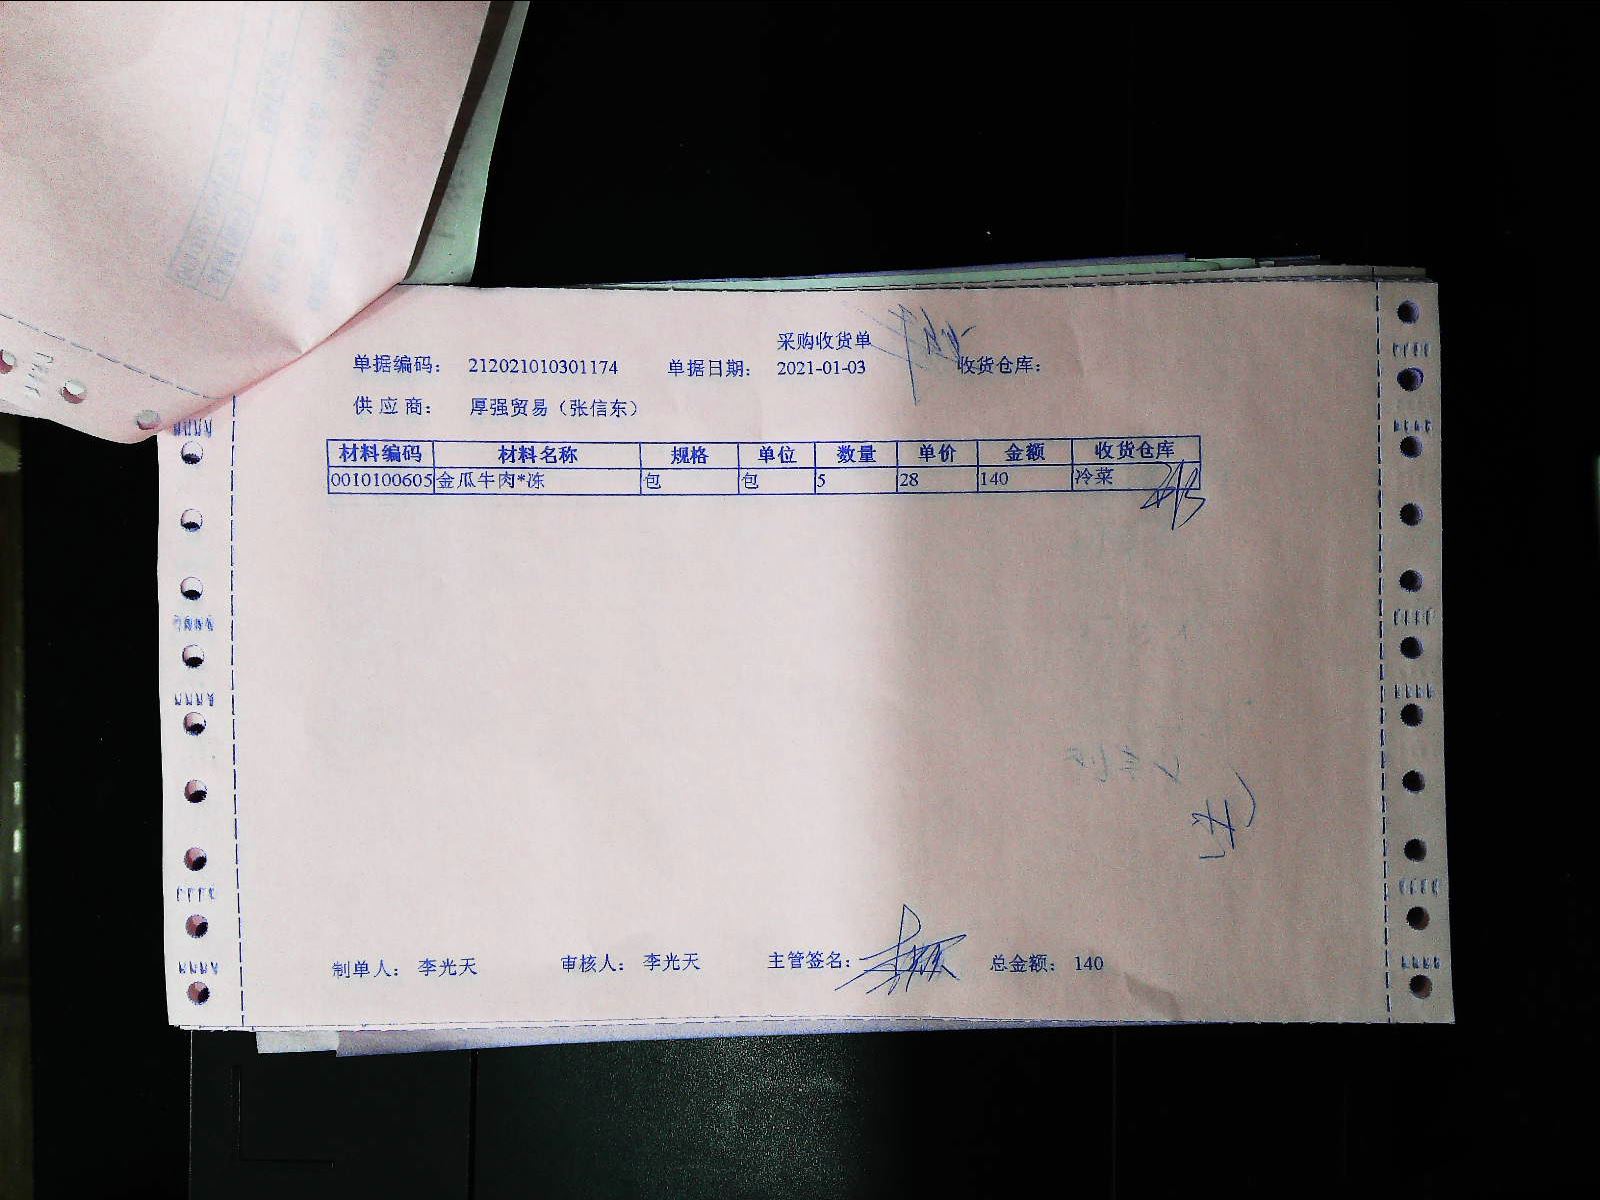 采购收货单
单据编码： 212021010301174 单据日期： 2021-01-03 收货仓库：
供 应 商： 厚强贸易（张信东）
材料编码 材料名称 规格 单位 数量 单价 金额 收货仓库
0010100605 金瓜牛肉*冻 包 包 5 28 140 冷菜
制单人： 李光天 审核人： 李光天 主管签名： 总金额： 140